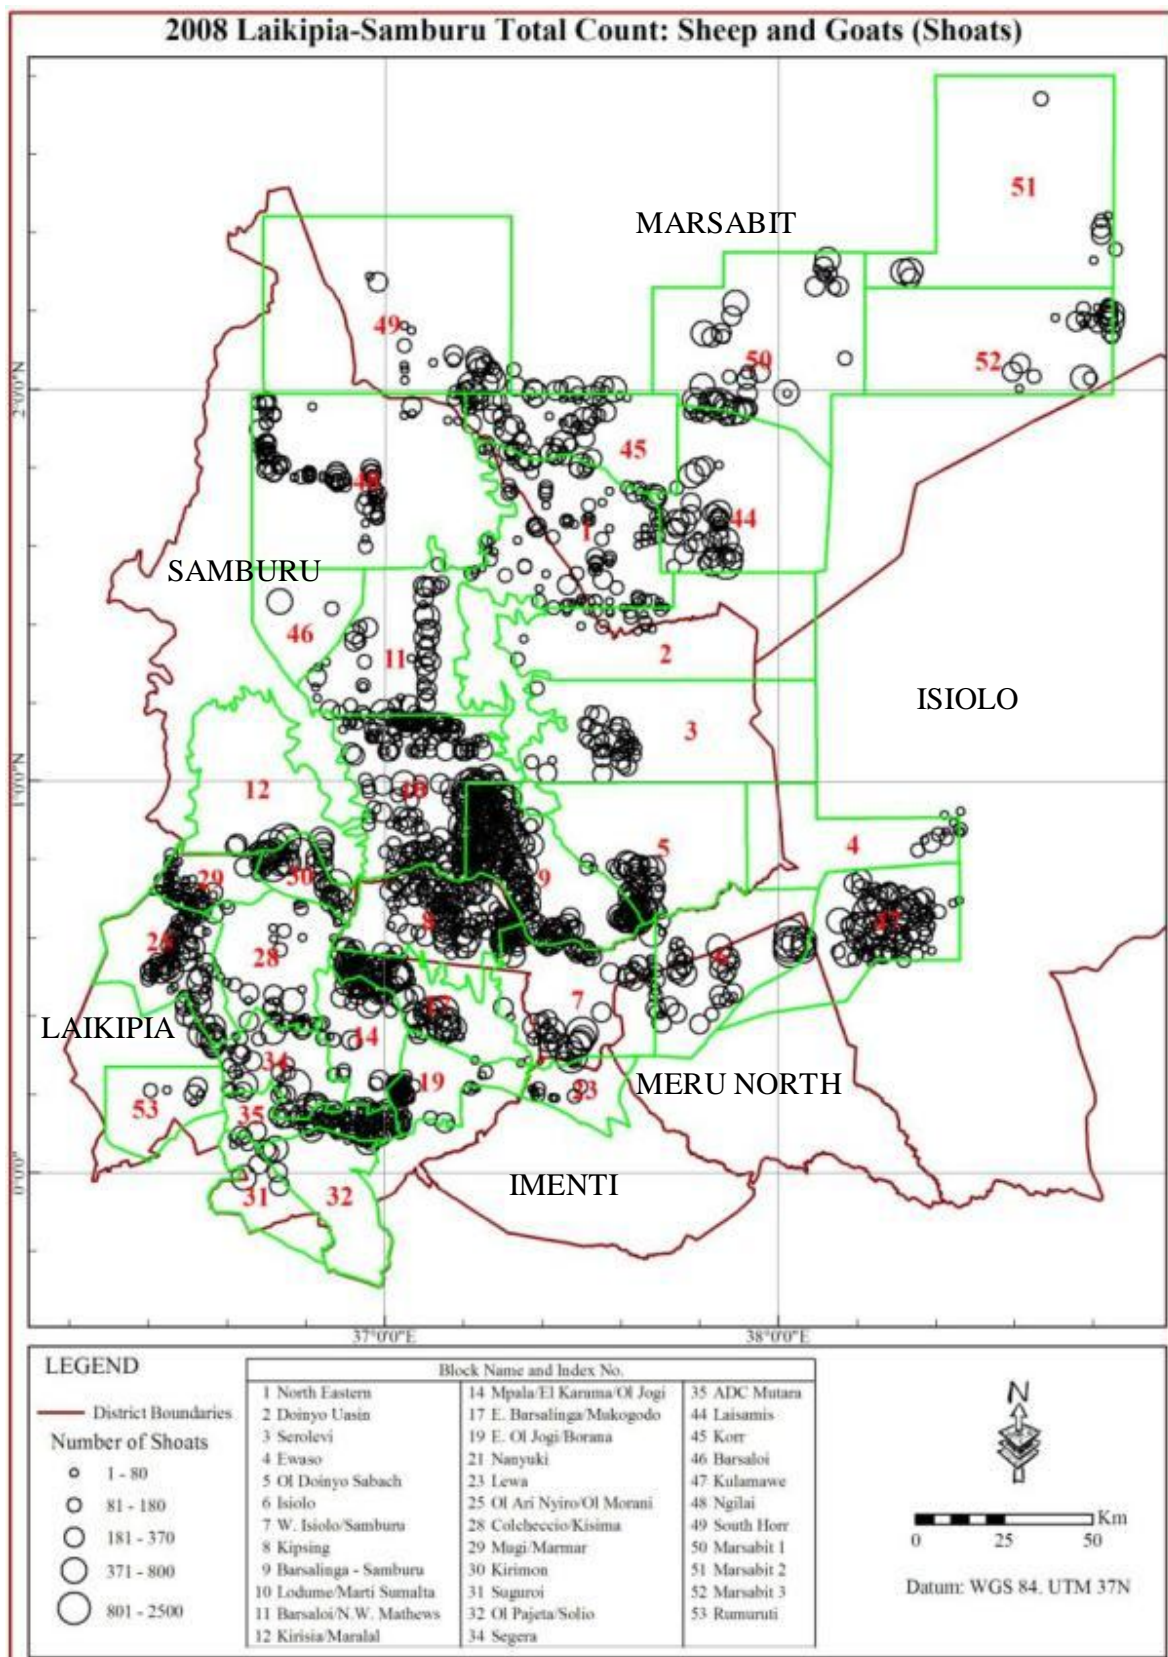 2008 Laikipia-Samburu Total Count: Sheep and Goats (Shoats)
51
MARSABIT
49
50
52
2°0'0"N
45
48
44
1
SAMBURU
46
11
2
ISIOLO
3
1°0'0"N
12
10
4
5
29
30
9
47
8
25
28
6
17
7
LAIKIPIA
14
34
19
23
MERU NORTH
53
35
0°0'0"
31
32
IMENTI
37°0'0"E
38°0'0"E
LEGEND
District Boundaries
Number of Shoats
1 - 80
81 - 180
181 - 370
371 - 800
801 - 2500
Block Name and Index No.
1 North Eastern
2 Doinyo Uasin
3 Serolevi
4 Ewaso
5 Ol Doinyo Sabach
6 Isiolo
7 W. Isiolo/Samburu
8 Kipsing
9 Barsalinga - Samburu
10 Lodume/Marti Sumalta
11 Barsaloi/N.W. Mathews
12 Kirisia/Maralal
14 Mpala/El Karama/Ol Jogi
17 E. Barsalinga/Mukogodo
19 E. Ol Jogi/Borana
21 Nanyuki
23 Lewa
25 Ol Ari Nyiro/Ol Morani
28 Colcheccio/Kisima
29 Mugi/Marmar
30 Kirimon
31 Suguroi
32 Ol Pajeta/Solio
34 Segera
35 ADC Mutara
44 Laisamis
45 Korr
46 Barsaloi
47 Kulamawe
48 Ngilai
49 South Horr
50 Marsabit 1
51 Marsabit 2
52 Marsabit 3
53 Rumuruti
N
Km
0 25 50
Datum: WGS 84. UTM 37N